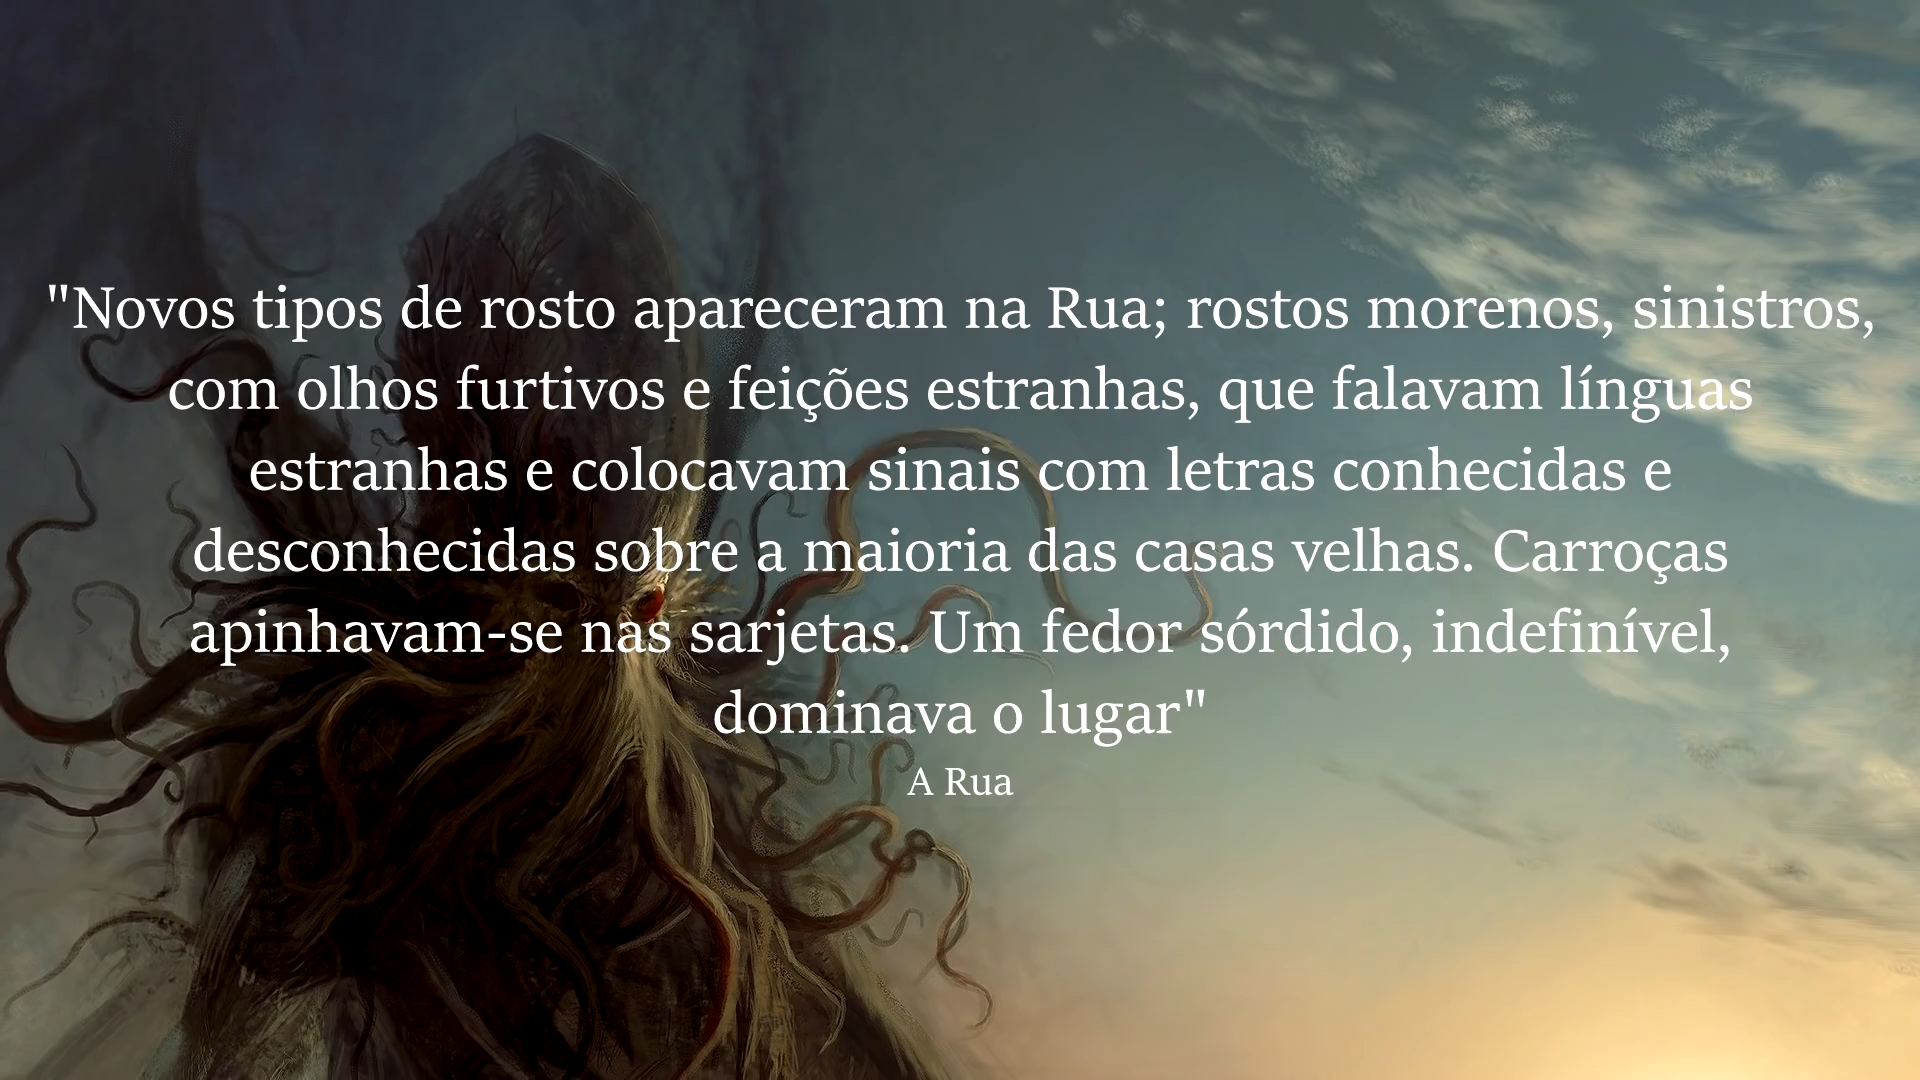 "Novos tipos de rosto apareceram na Rua; rostos morenos, sinistros,
com olhos furtivos e feições estranhas, que falavam línguas
estranhas e colocavam sinais com letras conhecidas e
desconhecidas sobre a maioria das casas velhas. Carroças
apinhavam-se nas sarjetas. Um fedor sórdido, indefinível,
dominava o lugar"
A Rua